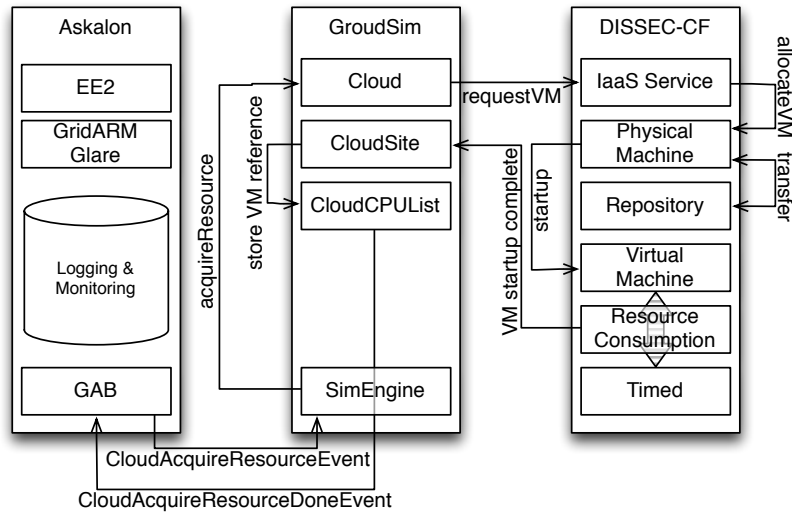 Askalon
EE2
GridARM
Glare
Logging &
Monitoring
GAB
GroudSim
Cloud
CloudSite
CloudCPUList
SimEngine
DISSEC-CF
IaaS Service
Physical
Machine
Repository
Virtual
Machine
Resource
Consumption
Timed
acquireResource
store VM reference
requestVM
VM startup complete
startup
allocateVM
transfer
CloudAcquireResourceEvent
CloudAcquireResourceDoneEvent